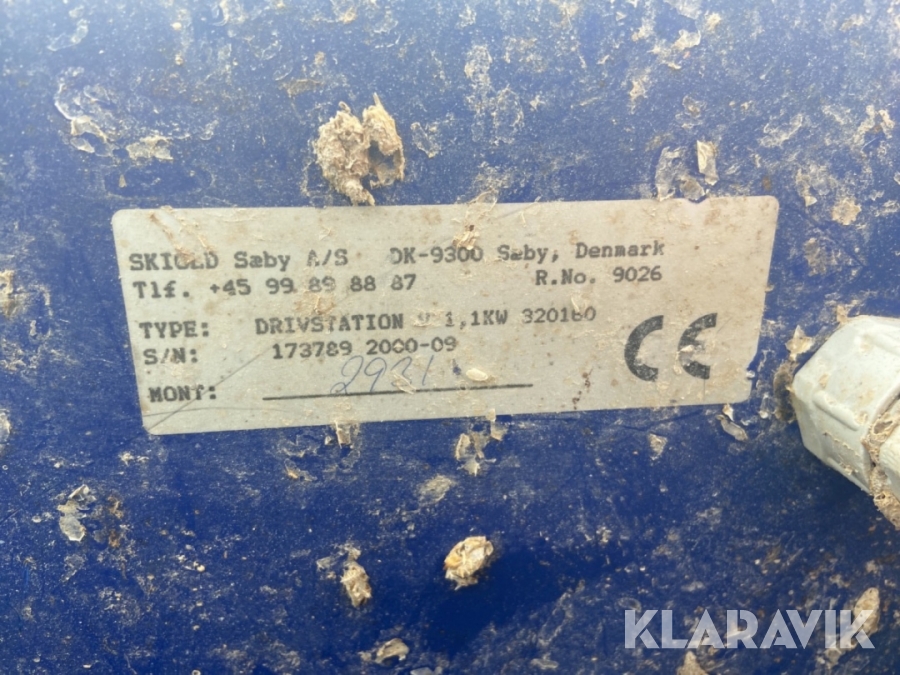 SKIOLD Sæby A/S DK-9300 Sæby, Denmark
Tlf. +45 99 89 88 87 R.No. 9026
TYPE: DRIVSTATION 1,1KW 320160
S/N: 173789 2000-09
MONT: 2921
CE
KLARAVIK